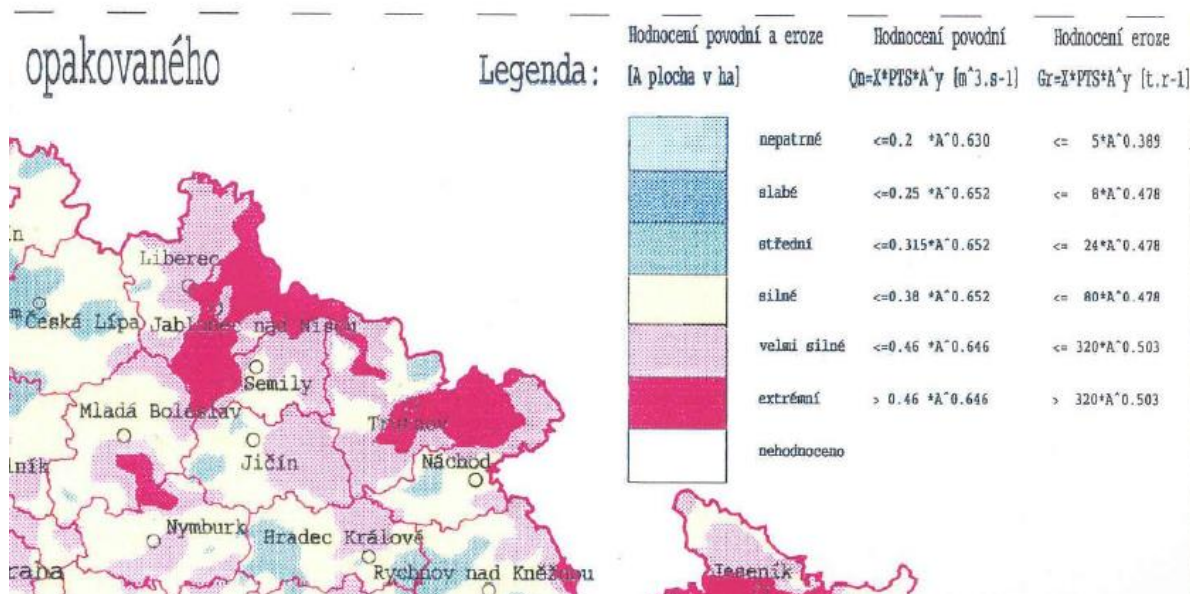 opakovaného
Legenda:
Hodnocení povodní a eroze
[A plocha v ha]
Hodnocení povodní
Qn=X*PTS*A^y [m^3.s-1]
Hodnocení eroze
Gr=X*PTS*A^y [t.r-1]
nepatrné <=0.2 *A^0.630 <= 5*A^0.389
slabé <=0.25 *A^0.652 <= 8*A^0.478
střední <=0.315*A^0.652 <= 24*A^0.478
silné <=0.38 *A^0.652 <= 80*A^0.478
velmi silné <=0.46 *A^0.646 <= 320*A^0.503
extrémní > 0.46 *A^0.646 > 320*A^0.503
nehodnoceno
Liberec
Česká Lípa
Jablonec nad Nisou
Semily
Mladá Boleslav
Trutnov
Jičín
Náchod
Nymburk
Hradec Králové
Rychnov nad Kněžnou
Jeseník